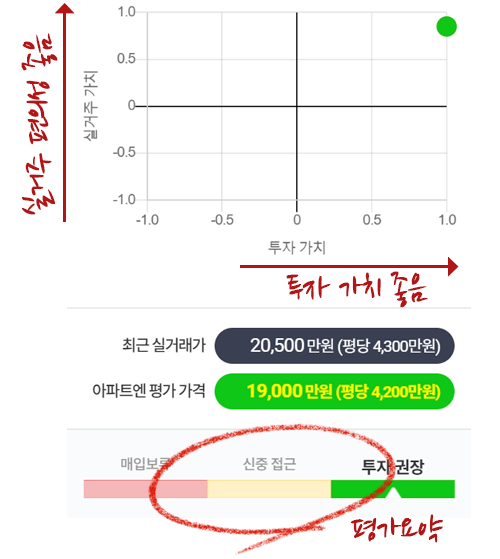 실거주 편의성 좋음
실거주 가치
1.0
0.5
0
-0.5
-1.0
-1.0 -0.5 0 0.5 1.0
투자 가치
투자 가치 좋음
최근 실거래가 20,500 만원 (평당 4,300만원)
아파트엔 평가 가격 19,000 만원 (평당 4,200만원)
매입보류 신중 접근 투자 권장
평가요약